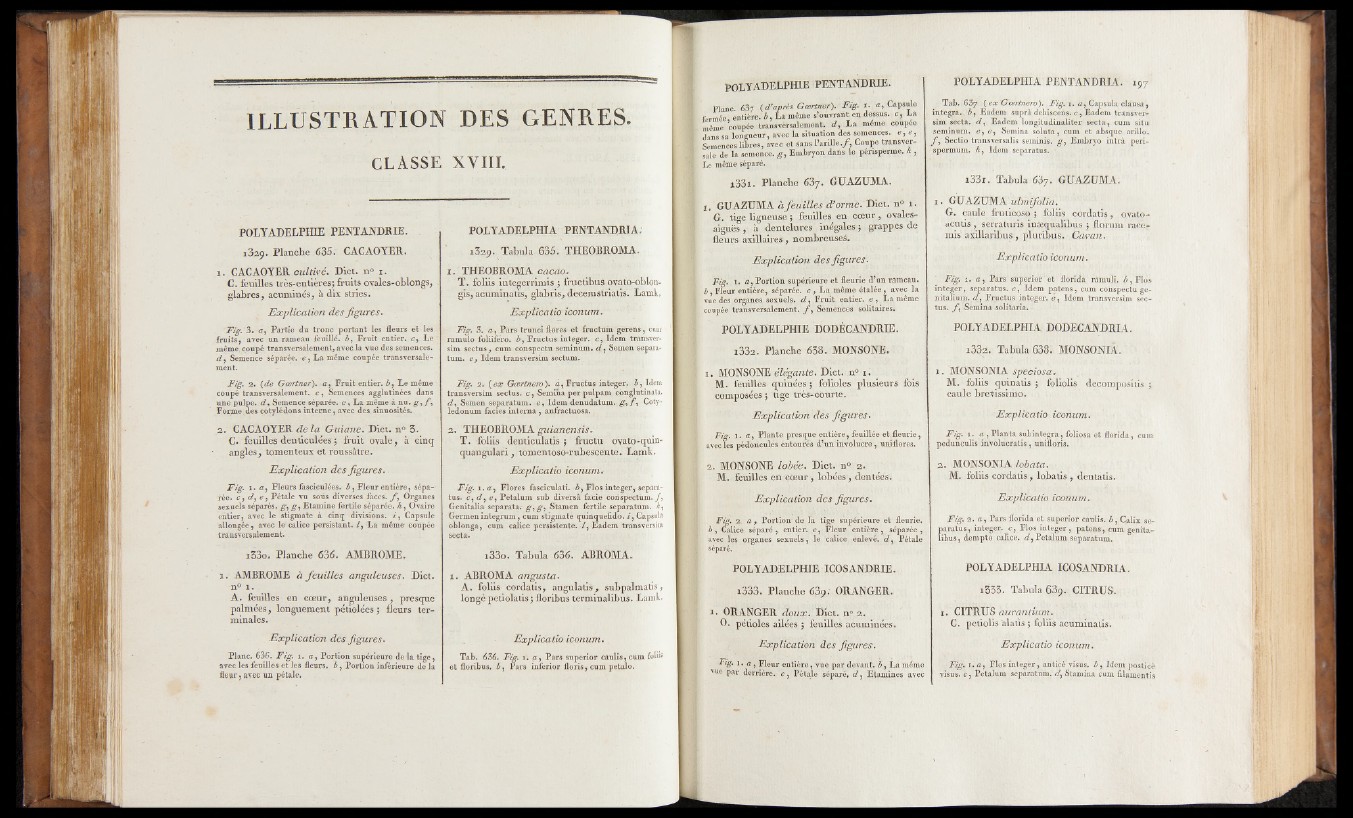 ILLUSTRATION DES GENRES.
CLASSE XVIII.
POLYADELPHIE PENTANDRIE.
1329. Planche 635. CACAOYER.
1. CACAOYER cultivé. Dict. n° 1.
C. feuilles très-entières; fruits ovales-oblongs,
glabres, acuminés, à dix stries.
Explication des figures.
Fig. 3. a, Partie du tronc portant les fleurs et les
fruits, avec un rameau feuillé. b, Fruit entier. c, Le
même coupé transversalement, avec la vue des semences.
d, Semence séparée. e, La même coupée transversale-
ment.
Fig. 2. (de Gærtner). a, Fruit entier. b, Le même
coupé transversalement. c, Semences agglutinées dans
une pulpe. d, Semence séparée. e, La même à nu. g, f,
Forme des cotylédons interne, avec des sinuosités.
2. CACAOYER de la Guiane. Dict. n° 3.
C. feuilles denticulées; fruit ovale, à cinq
angles, tomenteux et roussâtre.
Explication des figures.
Fig. 1. a, Fleurs fasciculées. b, Fleur entière, sépa-
rée. c, d, e, Pétale vu sous diverses faces. f, Organes
sexuels séparés. g, g, Etamine fertile séparée. h, Ovaire
entier, avec le stigmate à cinq divisions. i, Capsule
allongée, avec le calice persistant. l, La même coupée
transversalement.
1330. Planche 636. AMBROME.
1. AMBROME à feuilles anguleuses. Dict.
n° 1.
A. feuilles en cœur, anguleuses, presque
palmées, longuement pétiolées; fleurs ter-
minales.
Explication des figures.
Planc. 636. Fig. 1. a, Portion supérieure de la tige,
avec les feuilles et les fleurs. b, Portion inférieure de la
fleur, avec un pétale.
POLYADELPHIA PENTANDRIA.
1329. Tabula 635. THEOBROMA.
1. THEOBROMA cacao.
T. foliis integerrimis; fructibus ovato-oblon-
gis, acuminatis, glabris, decemstriatis. Lamk.
Explicatio iconum.
Fig. 3. a, Pars trunci flores et fructum gerens, cum
ramulo foliifero. b, Fructus integer. c, Idem transver-
sim sectus, cum conspectu seminum. d, Semen separa-
tum. e, Idem transversim sectum.
Fig. 2. (ex Gærtnero). a, Fructus integer. b, Idem
transversim sectus. c, Semina per pulpam conglutinata.
d, Semen separatum. e, Idem denudatum. g, f, Coty-
ledonum facies interna, anfractuosa.
2. THEOBROMA guianensis.
T. foliis denticulatis; fructu ovato-quin-
quangulari, tomentoso-rubescente. Lamk.
Explicatio iconum.
Fig. 1. a, Flores fasciculati. b, Flos integer, separa-
tus. c, d, e, Petalum sub diversâ facie conspectum. f,
Genitalia separata. g, g, Stamen fertile separatum. h,
Germen integrum, cum stigmate quinquefido. i, Capsula
oblonga, cum calice persistente. l, Eadem transversim
secta.
1330. Tabula 636. ABROMA.
1. ABROMA angusta.
A. foliis cordatis, angulatis, subpalmatis,
longè petiolatis; floribus terminalibus. Lamk.
Explicatio iconum.
Tab. 636. Fig. 1. a, Pars superior caulis, cum foliis
et floribus. b, Pars inferior floris, cum petalo.
POLYADELPHIE PENTANDRIE.
Planc. 637 (d'après Gærtner). Fig. 1. a, Capsule
fermée, entière. b, La même s'ouvrant en dessus. c, La
même coupée transversalement. d, La même coupée
dans sa longueur, avec la situation des semences. e, e,
Semences libres, avec et sans l'arille. f, Coupe transver-
sale de la semence. g, Embryon dans le périsperme. h,
Le même séparé.
1331. Planche 637. GUAZUMA.
1. GUAZUMA à feuilles d'orme. Dict. n° 1.
G. tige ligneuse; feuilles en cœur, ovales-
aiguës, à dentelures inégales; grappes de
fleurs axillaires, nombreuses.
Explication des figures.
Fig. 1. a, Portion supérieure et fleurie d'un rameau.
b, Fleur entière, séparée. c, La même étalée, avec la
vue des organes sexuels. d, Fruit entier. e, La même
coupée transversalement. f, Semences solitaires.
POLYADELPHIE DODÉCANDRIE.
1332. Planche 638. MONSONE.
1. MONSONE élégante. Dict. n° 1.
M. feuilles quinées; folioles plusieurs fois
composées; tige très-courte.
Explication des figures.
Fig. 1. a, Plante presque entière, feuillée et fleurie,
avec les pédoncules entourés d'un involucre, uniflores.
2. MONSONE lobée. Dict. n° 2.
M. feuilles en cœur, lobées, dentées.
Explication des figures.
Fig. 2. a, Portion de la tige supérieure et fleurie.
b, Calice séparé, entier. c, Fleur entière, séparée,
avec les organes sexuels, le calice enlevé. d, Pétale
séparé.
POLYADELPHIE ICOSANDRIE.
1333. Planche 639. ORANGER.
1. ORANGER doux. Dict. n° 2.
O. pétioles ailées; feuilles acuminées.
Explication des figures.
Fig. 1. a, Fleur entière, vue par devant. b, La même
vue par derrière. c, Pétale séparé. d, Etamines avec
POLYADELPHIA PENTANDRIA. 197
Tab. 637 (ex Gærtnero). Fig. 1. a, Capsula clausa,
integra. b, Eadem suprà dehiscens. c, Eadem transver-
sim secta. d, Eadem longitudinaliter secta, cum situ
seminum. e, e, Semina soluta, cum et absque arillo.
f, Sectio transversalis seminis. g, Embryo intrà peri-
spermum. h, Idem separatus.
1331. Tabula 637. GUAZUMA.
1. GUAZUMA ulmifolia.
G. caule fruticoso; foliis cordatis, ovato-
acutis, serraturis inæqualibus; florum race-
mis axillaribus, pluribus. Cavan.
Explicatio iconum.
Fig. 1. a, Pars superior et florida ramuli. b, Flos
integer, separatus. c, Idem patens, cum conspectu ge-
nitalium. d, Fructus integer. e, Idem transversim sec-
tus. f, Semina solitaria.
POLYADELPHIA DODECANDRIA.
1332. Tabula 638. MONSONIA.
1. MONSONIA speciosa.
M. foliis quinatis; foliolis decompositis;
caule brevissimo.
Explicatio iconum.
Fig. 1. a, Planta subintegra, foliosa et florida, cum
pedunculis involucratis, unifloris.
2. MONSONIA lobata.
M. foliis cordatis, lobatis, dentatis.
Explicatio iconum.
Fig. 2. a, Pars florida et superior caulis. b, Calix se-
paratus, integer. c, Flos integer, patens, cum genita-
libus, dempto calice. d, Petalum separatum.
POLYADELPHIA ICOSANDRIA.
1333. Tabula 639. CITRUS.
1. CITRUS aurantium.
C. petiolis alatis; foliis acuminatis.
Explicatio iconum.
Fig. 1. a, Flos integer, anticè visus. b, Idem posticè
visus. c, Petalum separatum. d, Stamina cum filamentis